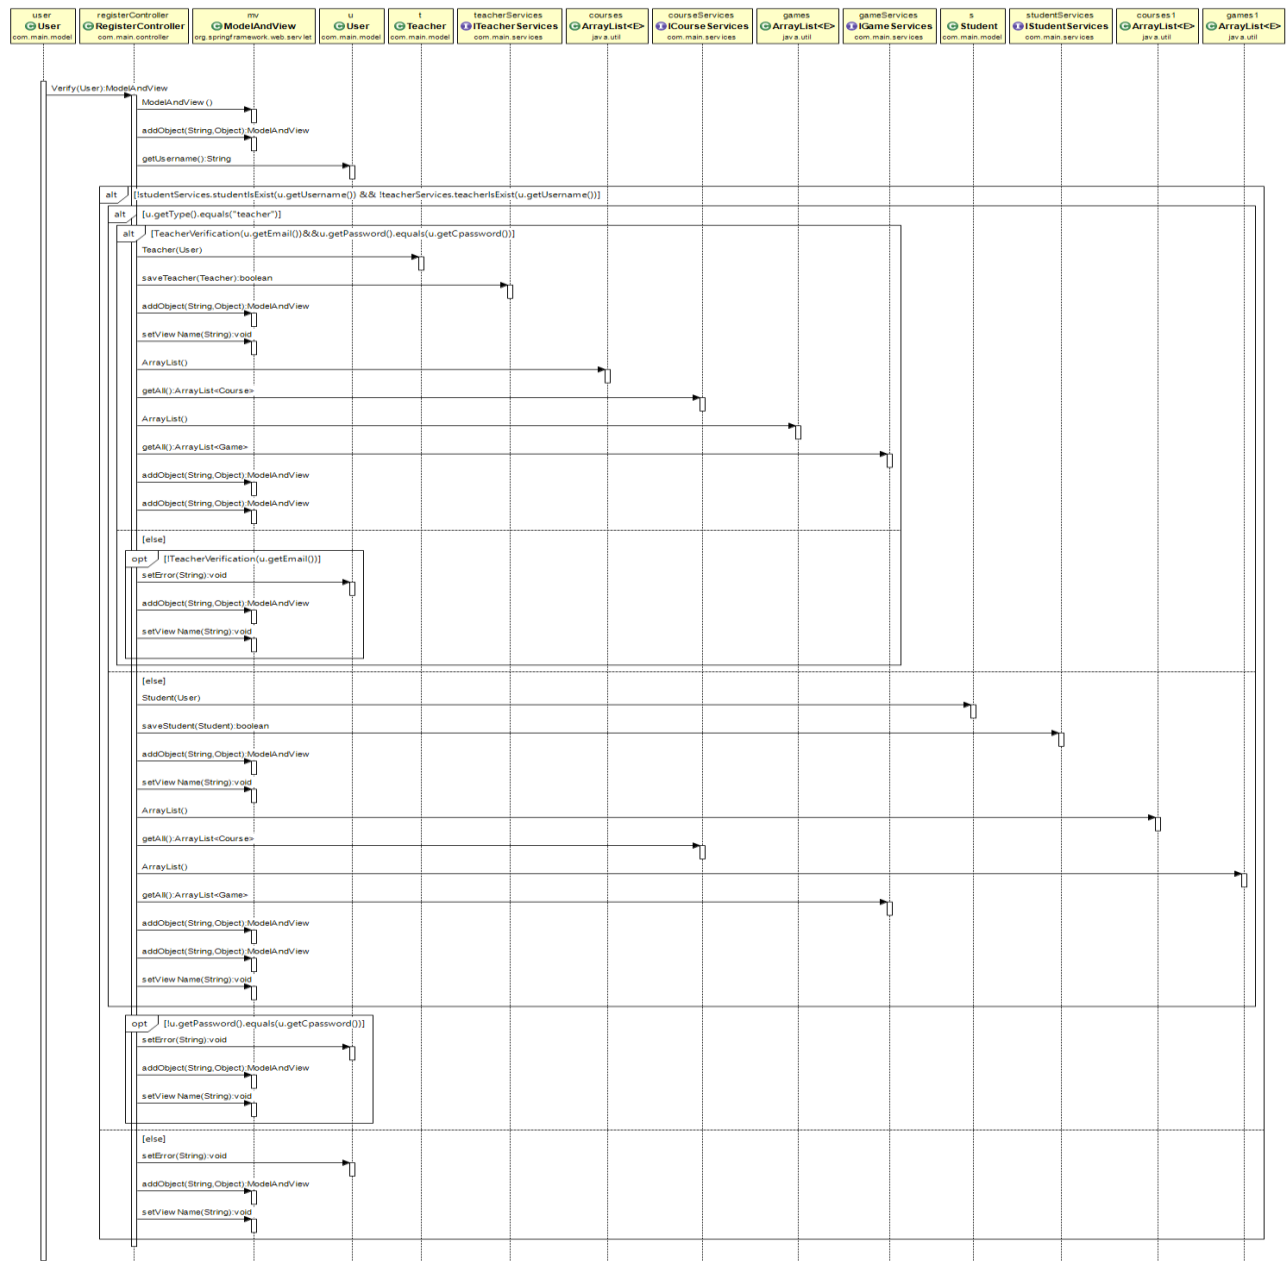 user
User
com.main.model
registerController
RegisterController
com.main.controller
mv
ModelAndView
org.springframework.web.servlet
u
User
com.main.model
t
Teacher
com.main.model
teacherServices
ITeacherServices
com.main.services
courses
ArrayList<E>
java.util
courseServices
ICourseServices
com.main.services
games
ArrayList<E>
java.util
gameServices
IGameServices
com.main.services
s
Student
com.main.model
studentServices
IStudentServices
com.main.services
courses1
ArrayList<E>
java.util
games1
ArrayList<E>
java.util
Verify(User):ModelAndView
ModelAndView()
addObject(String,Object):ModelAndView
getUsername():String
alt [!studentServices.studentIsExist(u.getUsername()) && !teacherServices.teacherIsExist(u.getUsername())]
alt [u.getType().equals("teacher")]
alt [TeacherVerification(u.getEmail())&&u.getPassword().equals(u.getCpassword())]
Teacher(User)
saveTeacher(Teacher):boolean
addObject(String,Object):ModelAndView
setViewName(String):void
ArrayList()
getAll():ArrayList<Course>
ArrayList()
getAll():ArrayList<Game>
addObject(String,Object):ModelAndView
addObject(String,Object):ModelAndView
[else]
opt [!TeacherVerification(u.getEmail())]
setError(String):void
addObject(String,Object):ModelAndView
setViewName(String):void
[else]
Student(User)
saveStudent(Student):boolean
addObject(String,Object):ModelAndView
setViewName(String):void
ArrayList()
getAll():ArrayList<Course>
ArrayList()
getAll():ArrayList<Game>
addObject(String,Object):ModelAndView
addObject(String,Object):ModelAndView
setViewName(String):void
opt [!u.getPassword().equals(u.getCpassword())]
setError(String):void
addObject(String,Object):ModelAndView
setViewName(String):void
[else]
setError(String):void
addObject(String,Object):ModelAndView
setViewName(String):void